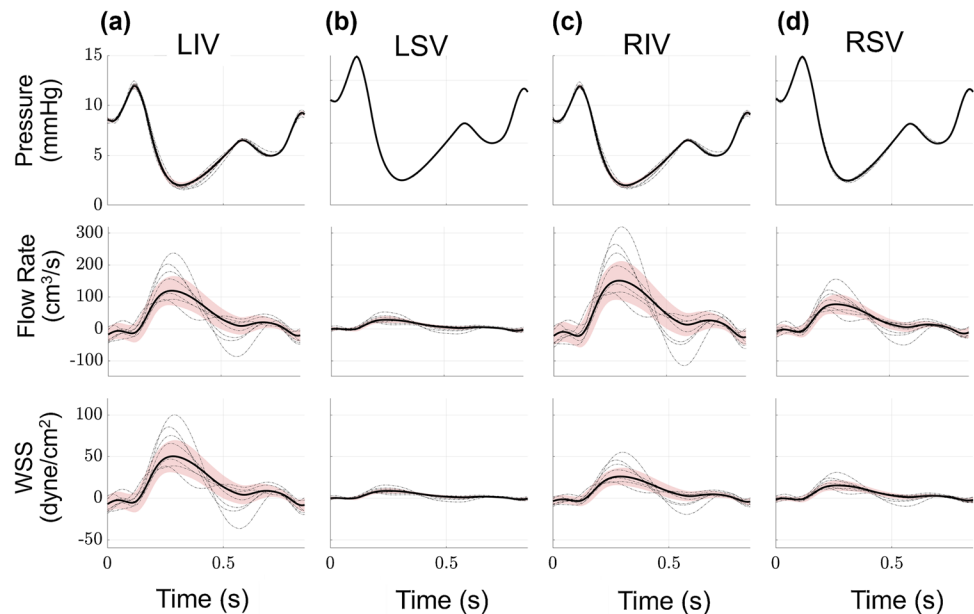 (a) (b) (c) (d)
LIV LSV RIV RSV
Pressure
(mmHg)
15
10
5
0
Flow Rate
(cm³/s)
300
200
100
0
-100
WSS
(dyne/cm²)
100
50
0
-50
0 0.5 0 0.5 0 0.5 0 0.5
Time (s) Time (s) Time (s) Time (s)